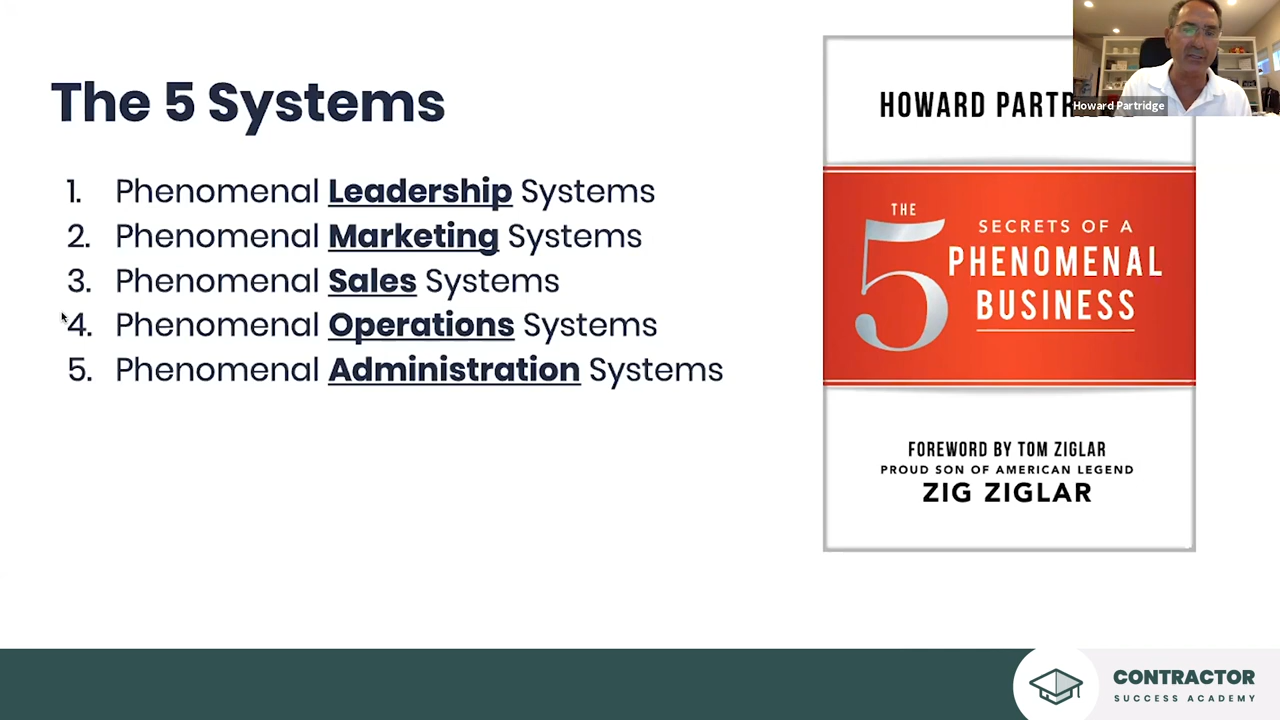 The 5 Systems
1. Phenomenal Leadership Systems
2. Phenomenal Marketing Systems
3. Phenomenal Sales Systems
4. Phenomenal Operations Systems
5. Phenomenal Administration Systems
HOWARD
Howard Partridge
THE
5
SECRETS OF A
PHENOMENAL
BUSINESS
FOREWORD BY TOM ZIGLAR
PROUD SON OF AMERICAN LEGEND
ZIG ZIGLAR
CONTRACTOR
SUCCESS ACADEMY